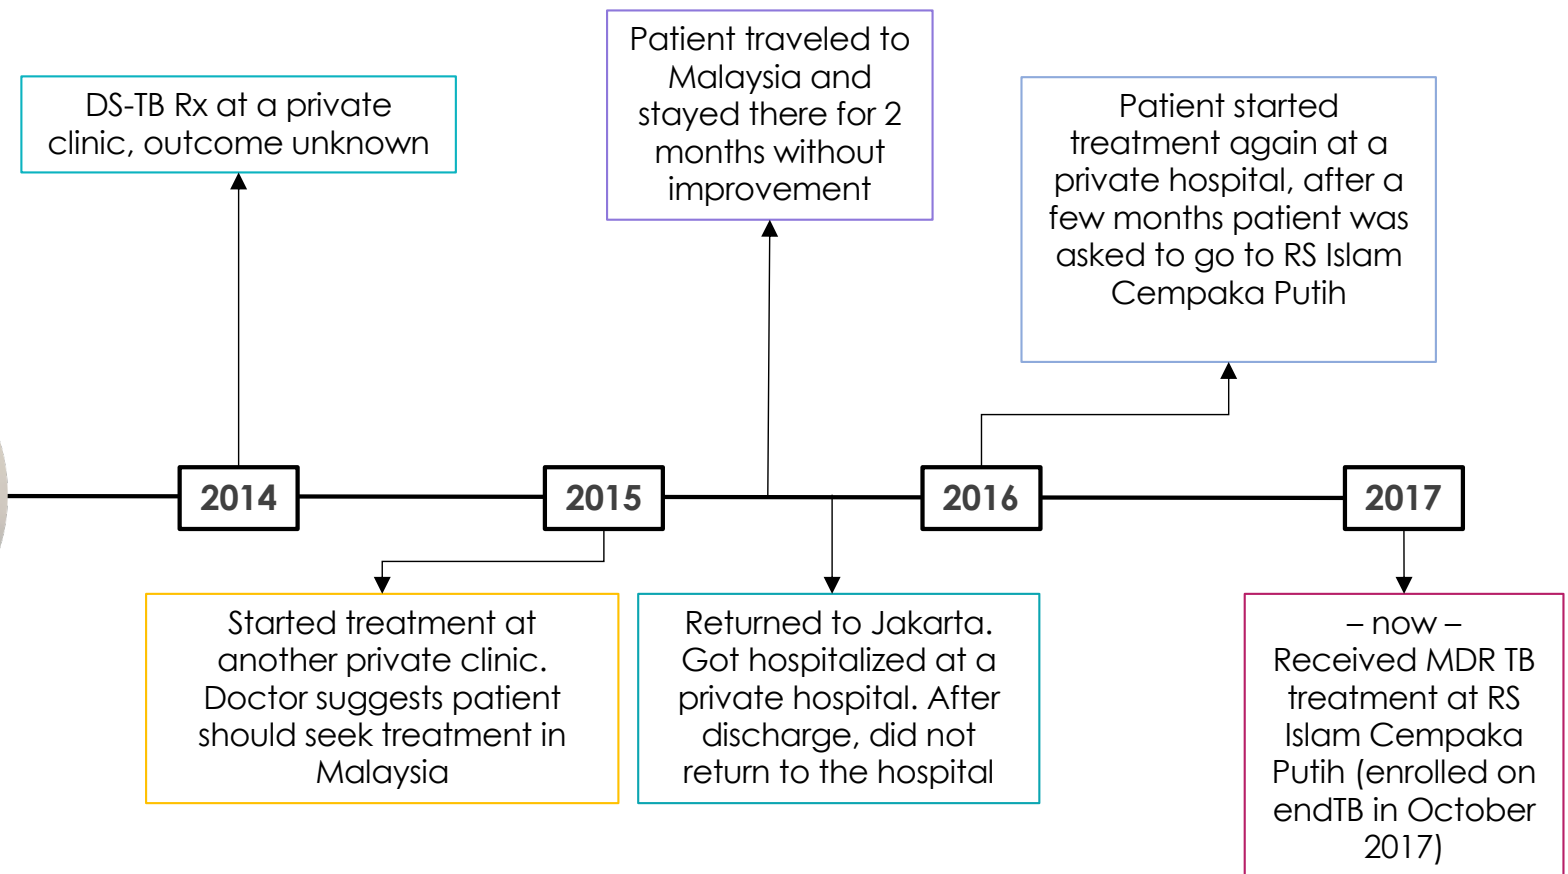 DS-TB Rx at a private
clinic, outcome unknown
Patient traveled to
Malaysia and
stayed there for 2
months without
improvement
Patient started
treatment again at a
private hospital, after a
few months patient was
asked to go to RS Islam
Cempaka Putih
2014
2015
2016
2017
Started treatment at
another private clinic.
Doctor suggests patient
should seek treatment in
Malaysia
Returned to Jakarta.
Got hospitalized at a
private hospital. After
discharge, did not
return to the hospital
– now –
Received MDR TB
treatment at RS
Islam Cempaka
Putih (enrolled on
endTB in October
2017)